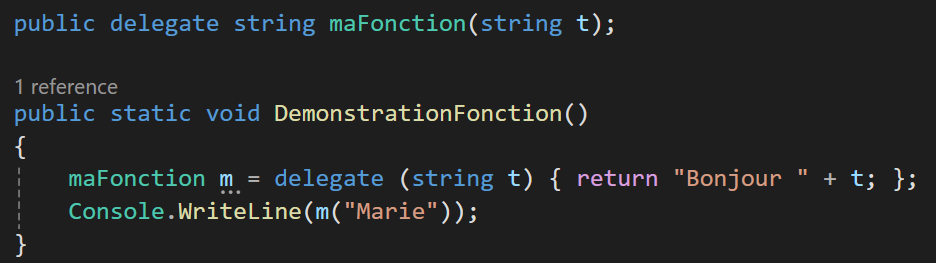 public delegate string maFonction(string t);
1 reference
public static void DemonstrationFonction()
{
maFonction m = delegate (string t) { return "Bonjour " + t; };
Console.WriteLine(m("Marie"));
}